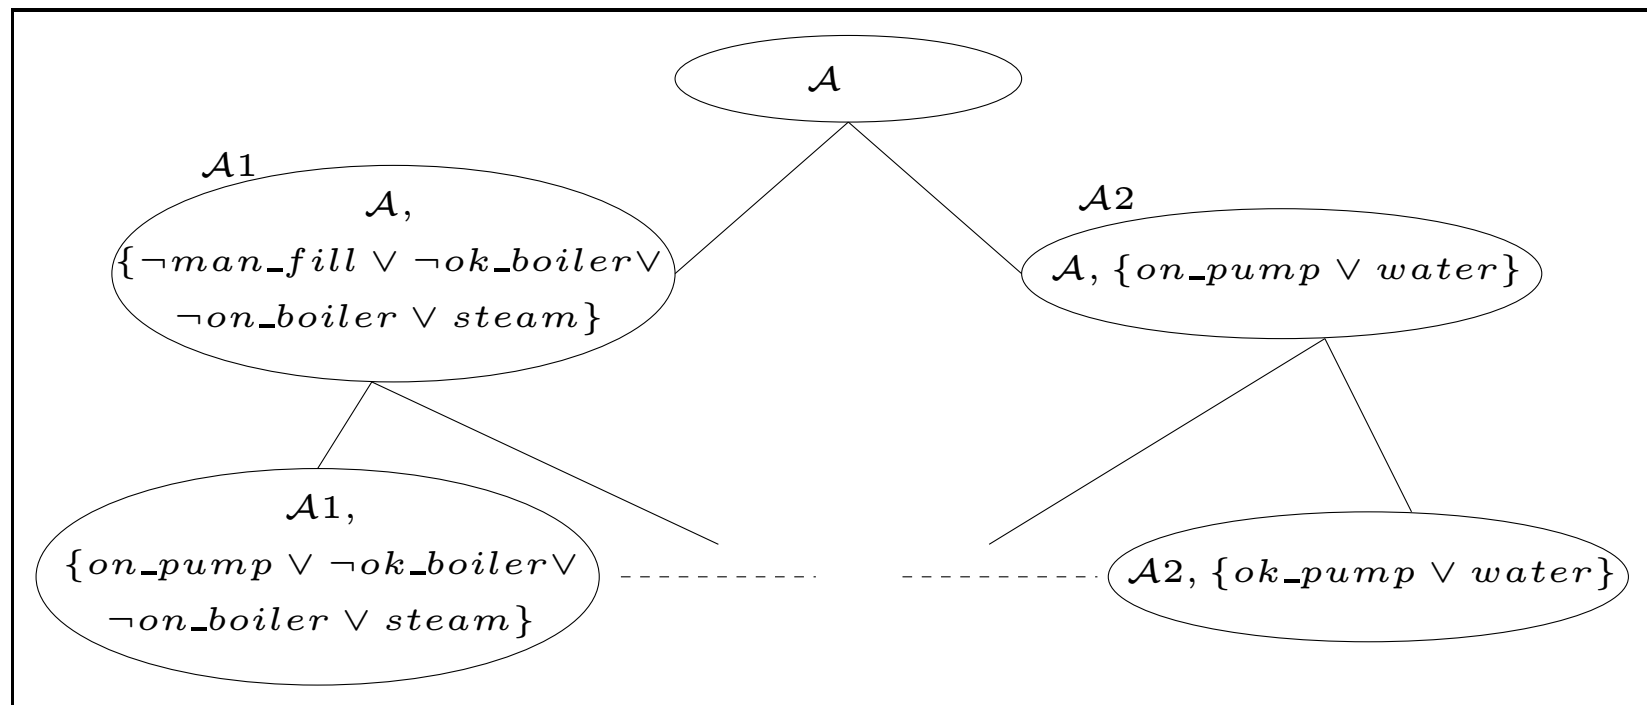 𝒜
𝒜1
𝒜,
{¬man_fill ∨ ¬ok_boiler∨
¬on_boiler ∨ steam}
𝒜2
𝒜, {on_pump ∨ water}
𝒜1,
{on_pump ∨ ¬ok_boiler∨
¬on_boiler ∨ steam}
𝒜2, {ok_pump ∨ water}